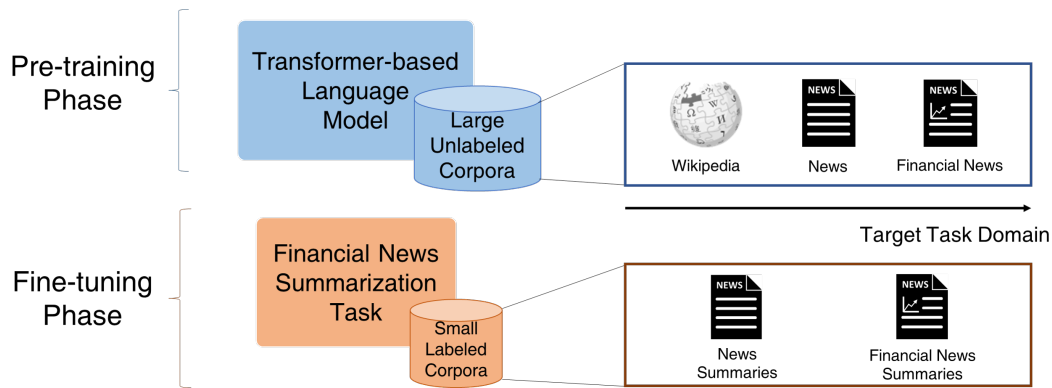 Pre-training
Phase
Transformer-based
Language
Model
Large
Unlabeled
Corpora
NEWS
NEWS
Wikipedia
News
Financial News
Target Task Domain
Fine-tuning
Phase
Financial News
Summarization
Task
Small
Labeled
Corpora
NEWS
NEWS
News
Summaries
Financial News
Summaries